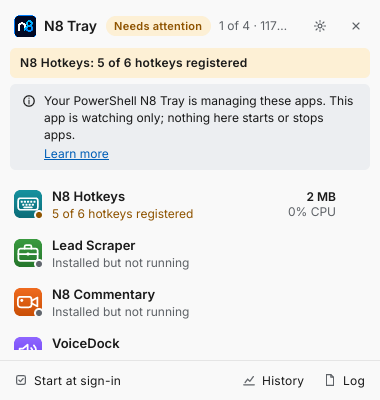 N8 Tray Needs attention 1 of 4 · 117...
N8 Hotkeys: 5 of 6 hotkeys registered
Your PowerShell N8 Tray is managing these apps. This
app is watching only; nothing here starts or stops
apps.
Learn more
N8 Hotkeys 2 MB
5 of 6 hotkeys registered 0% CPU
Lead Scraper
Installed but not running
N8 Commentary
Installed but not running
VoiceDock
Start at sign-in History Log